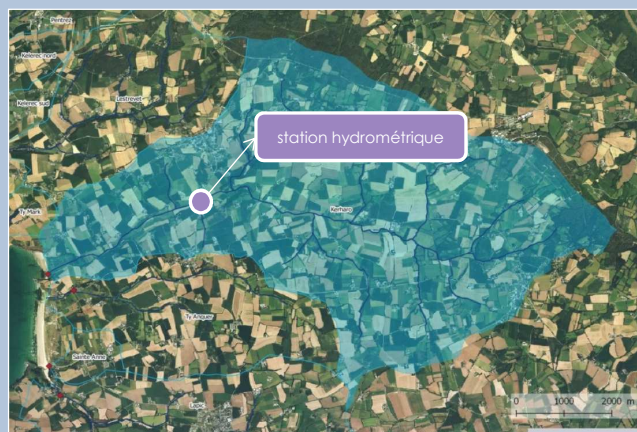 Pentrez
Kelerec nord
Kelerec sud
Lestrevet
station hydrométrique
Ty Mark
Kerharo
Ty Anquer
Sainte Anne
0 1000 2000 m